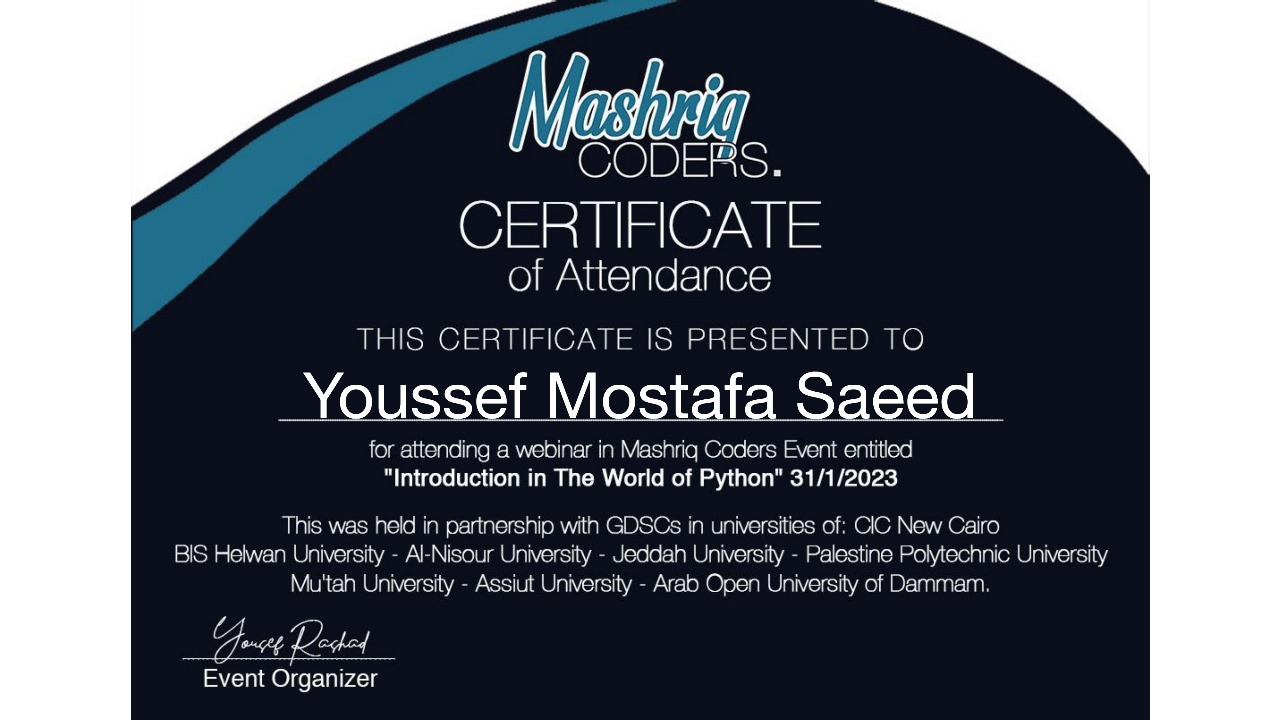 Mashriq
CODERS.
CERTIFICATE
of Attendance
THIS CERTIFICATE IS PRESENTED TO
Youssef Mostafa Saeed
for attending a webinar in Mashriq Coders Event entitled
"Introduction in The World of Python" 31/1/2023
This was held in partnership with GDSCs in universities of: CIC New Cairo
BIS Helwan University - Al-Nisour University - Jeddah University - Palestine Polytechnic University
Mu'tah University - Assiut University - Arab Open University of Dammam.
Yousef Rashad
Event Organizer